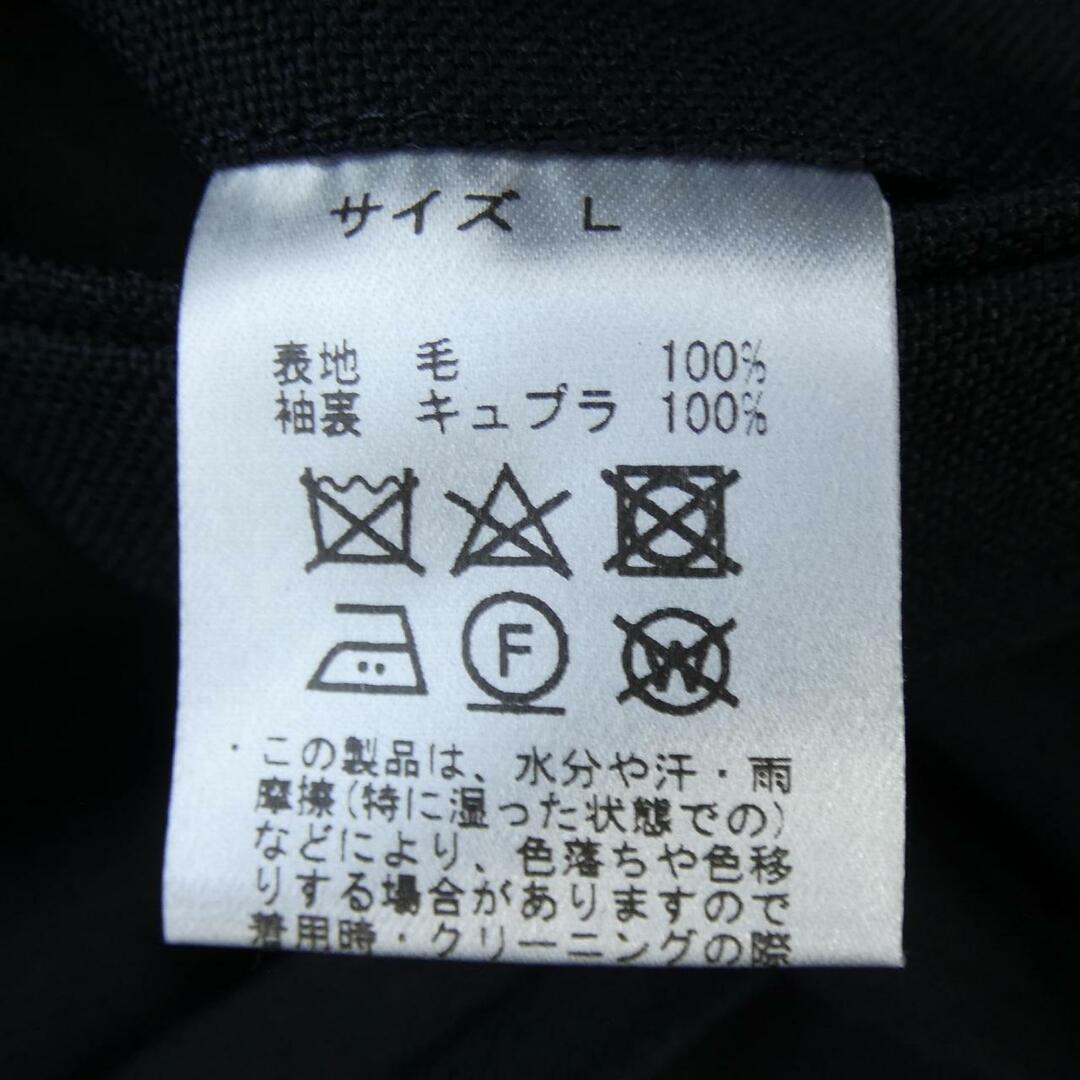 サイズ L
表地 毛 100%
袖裏 キュプラ 100%
F
W
・この製品は、水分や汗・雨
摩擦(特に湿った状態での)
などにより、色落ちや色移
りする場合がありますので
着用時・クリーニングの際